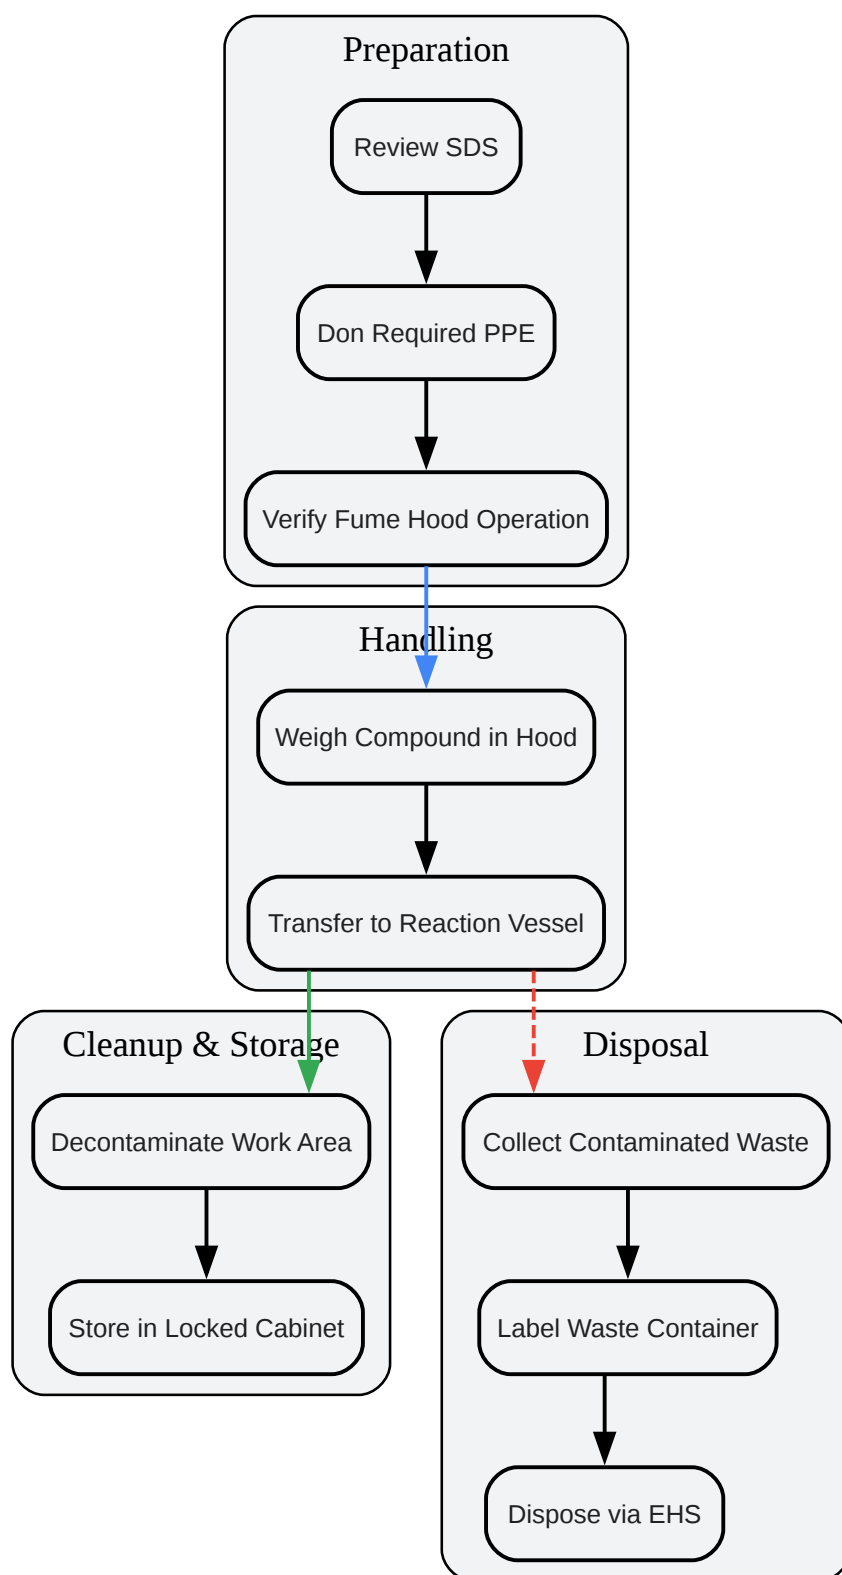 Preparation
Review SDS
Don Required PPE
Verify Fume Hood Operation
Handling
Weigh Compound in Hood
Transfer to Reaction Vessel
Cleanup & Storage
Decontaminate Work Area
Store in Locked Cabinet
Disposal
Collect Contaminated Waste
Label Waste Container
Dispose via EHS